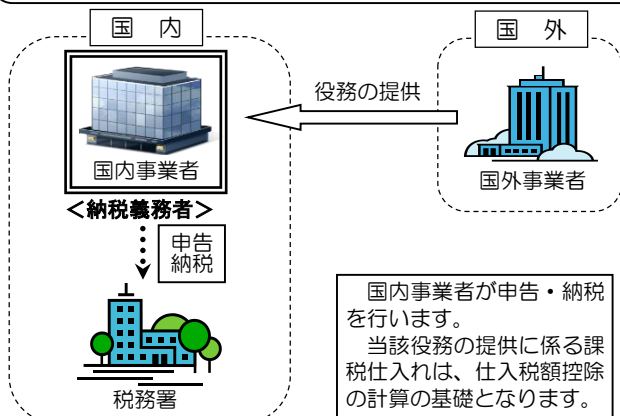 国 内
国 外
役務の提供
国内事業者
国外事業者
＜納税義務者＞
申告
納税
税務署
国内事業者が申告・納税
を行います。
当該役務の提供に係る課
税仕入れは、仕入税額控除
の計算の基礎となります。